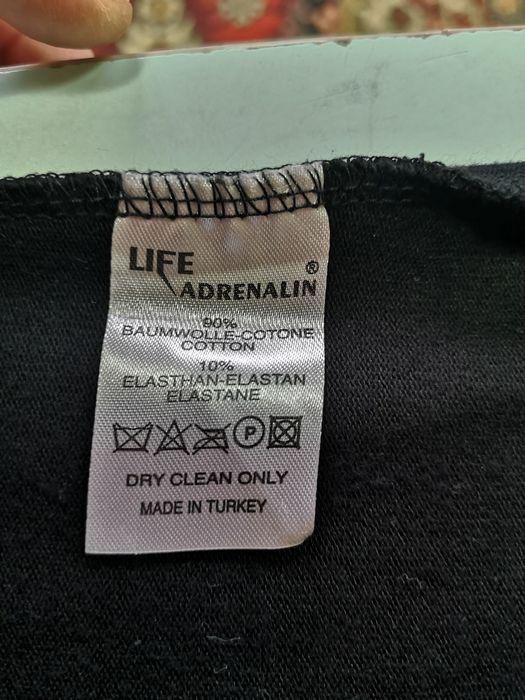 LIFE
ADRENALIN®
90%
BAUMWOLLE-COTONE
COTTON
10%
ELASTHAN-ELASTAN
ELASTANE
P
DRY CLEAN ONLY
MADE IN TURKEY